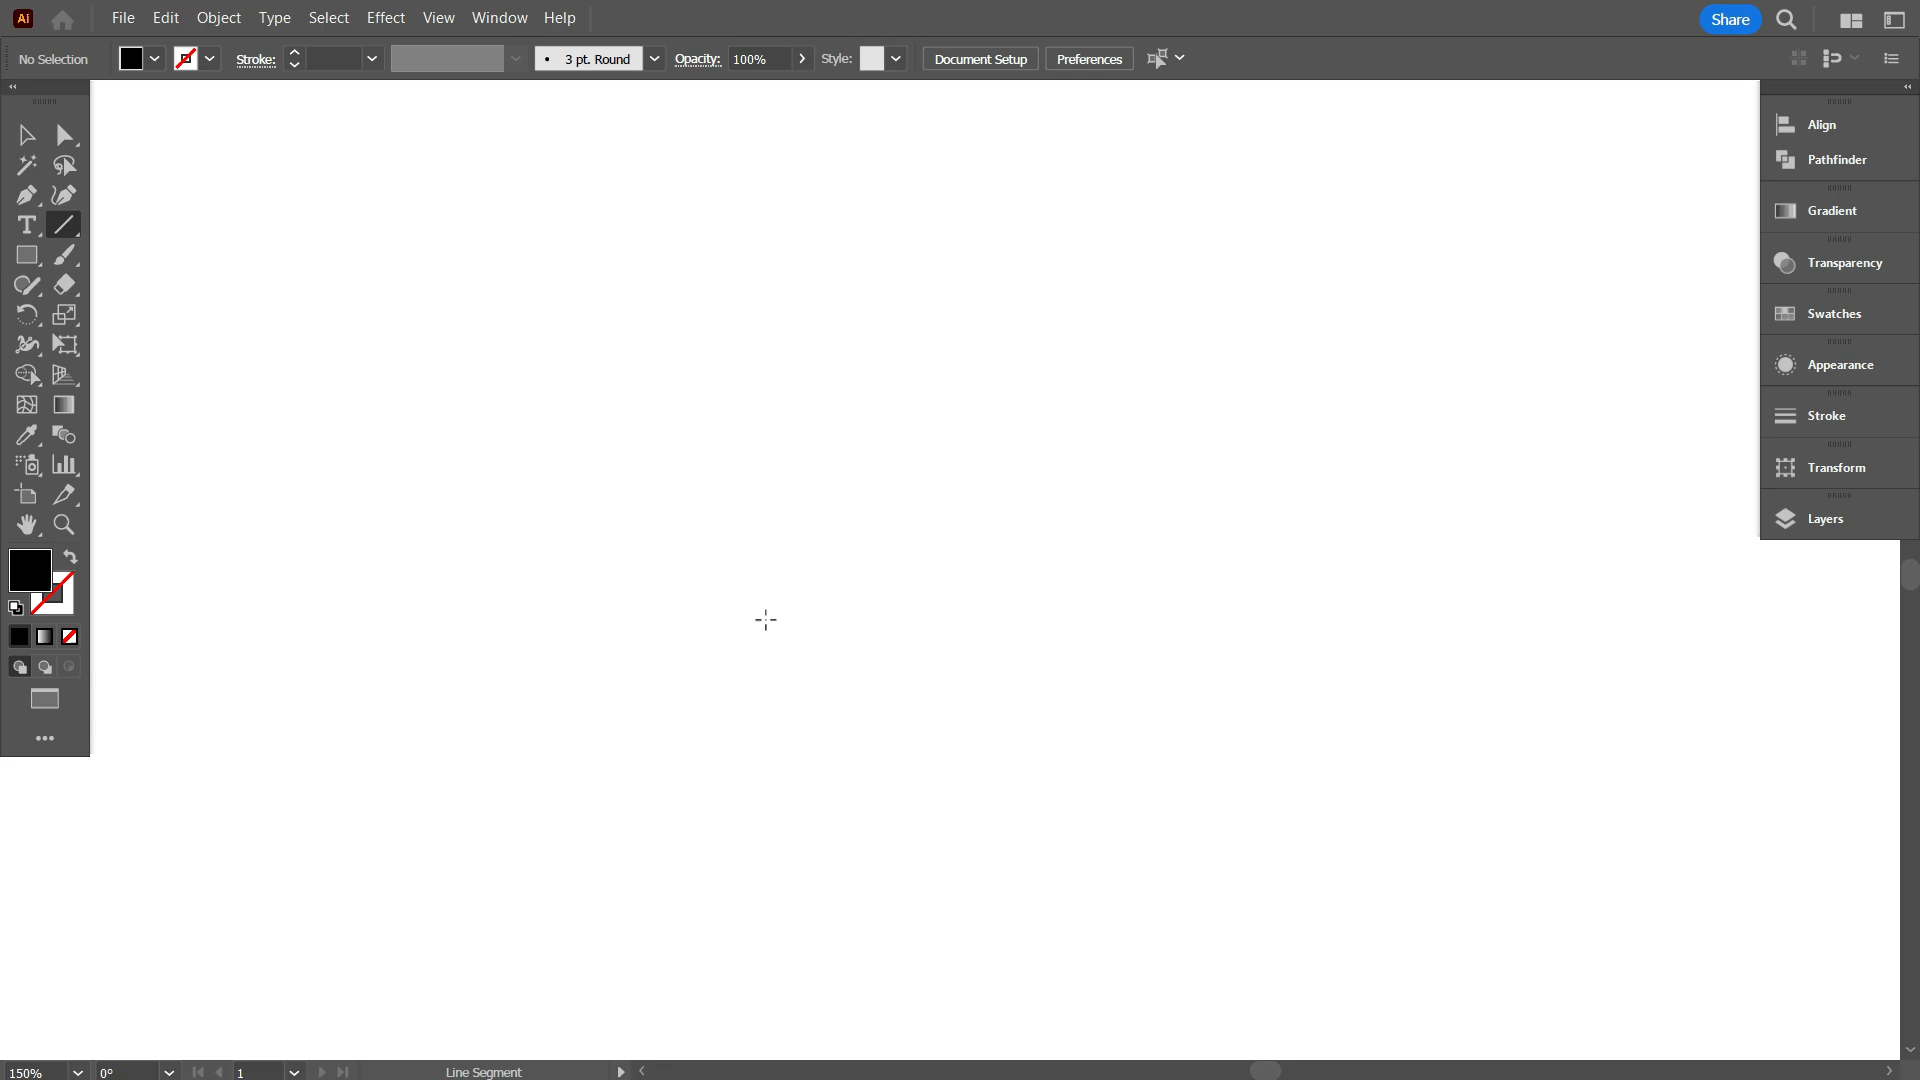 Ai File Edit Object Type Select Effect View Window Help Share
No Selection Stroke: 3 pt. Round Opacity: 100% Style: Document Setup Preferences
Align
Pathfinder
Gradient
Transparency
Swatches
Appearance
Stroke
Transform
Layers
150% 0° 1 Line Segment